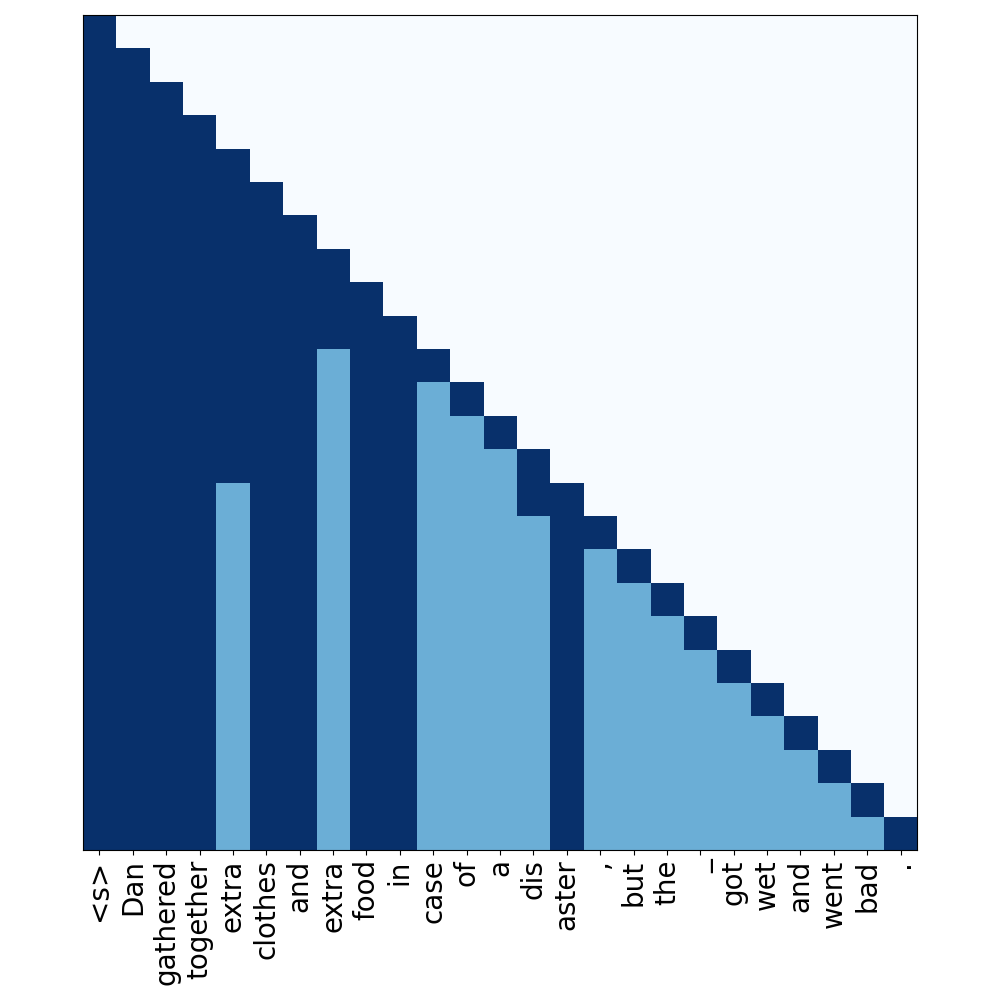 <s>
Dan
gathered
together
extra
clothes
and
extra
food
in
case
of
a
dis
aster
,
but
the
_
got
wet
and
went
bad
.